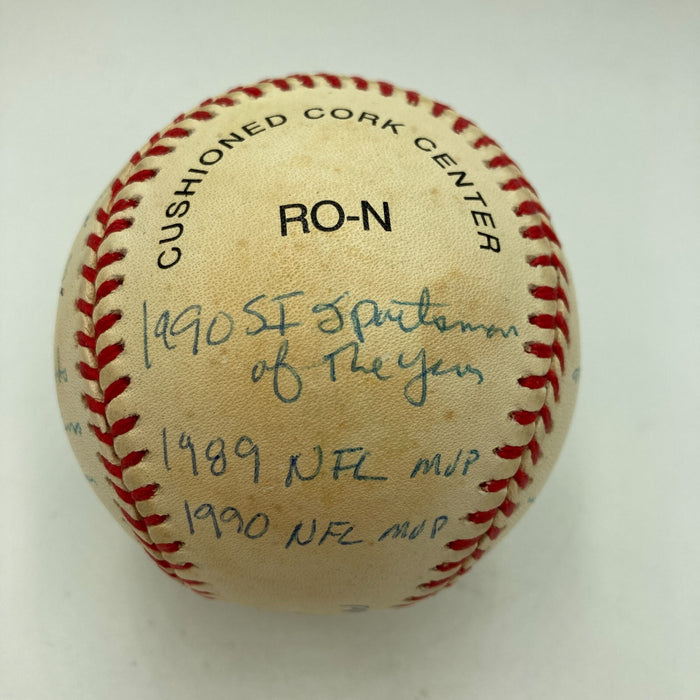 CUSHIONED CORK CENTER
RO-N
1990 SI Sportsman
of The Year
1989 NFL MVP
1990 NFL MVP